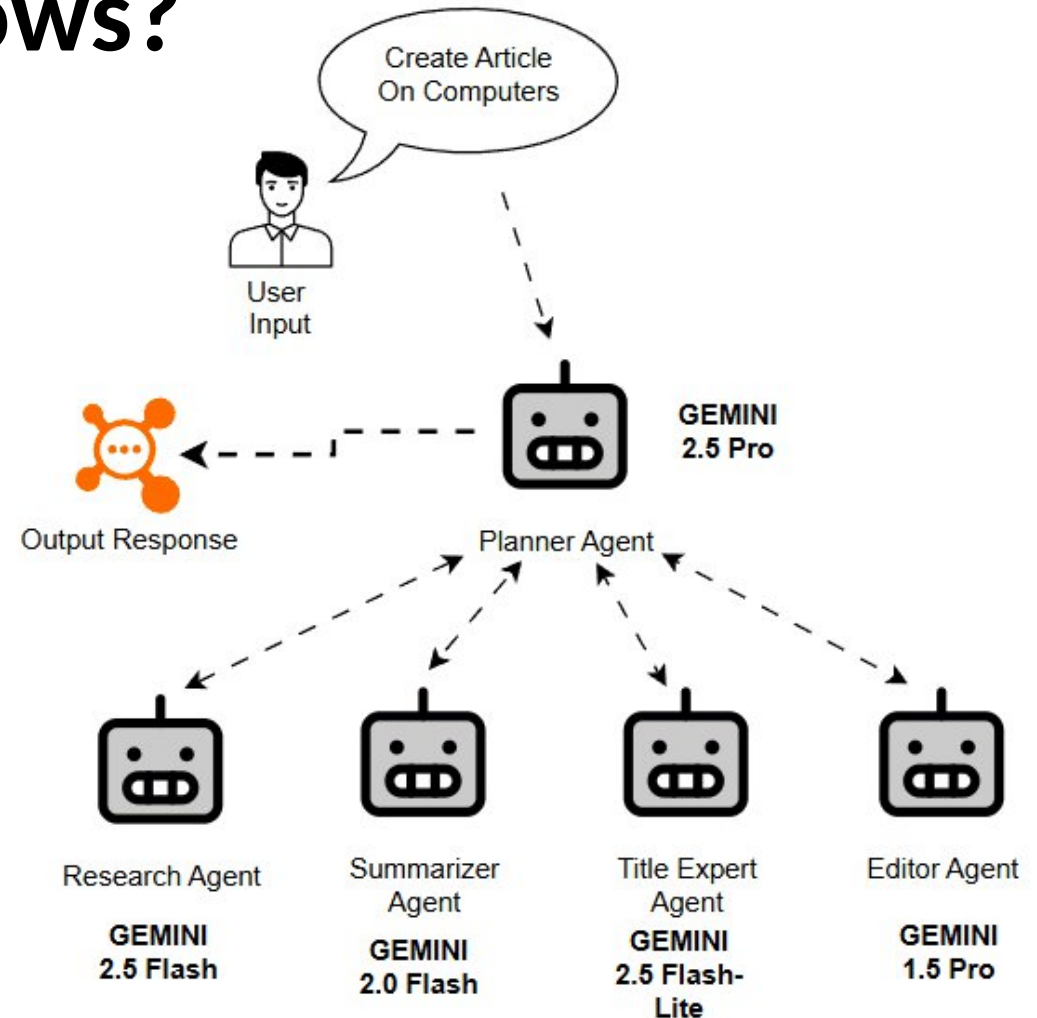 ows?
Create Article
On Computers
User
Input
GEMINI
2.5 Pro
Output Response
Planner Agent
Research Agent
GEMINI
2.5 Flash
Summarizer
Agent
GEMINI
2.0 Flash
Title Expert
Agent
GEMINI
2.5 Flash-
Lite
Editor Agent
GEMINI
1.5 Pro